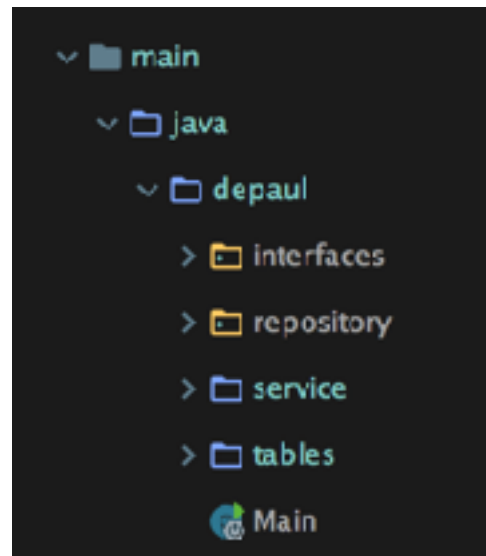 main
java
depaul
interfaces
repository
service
tables
Main